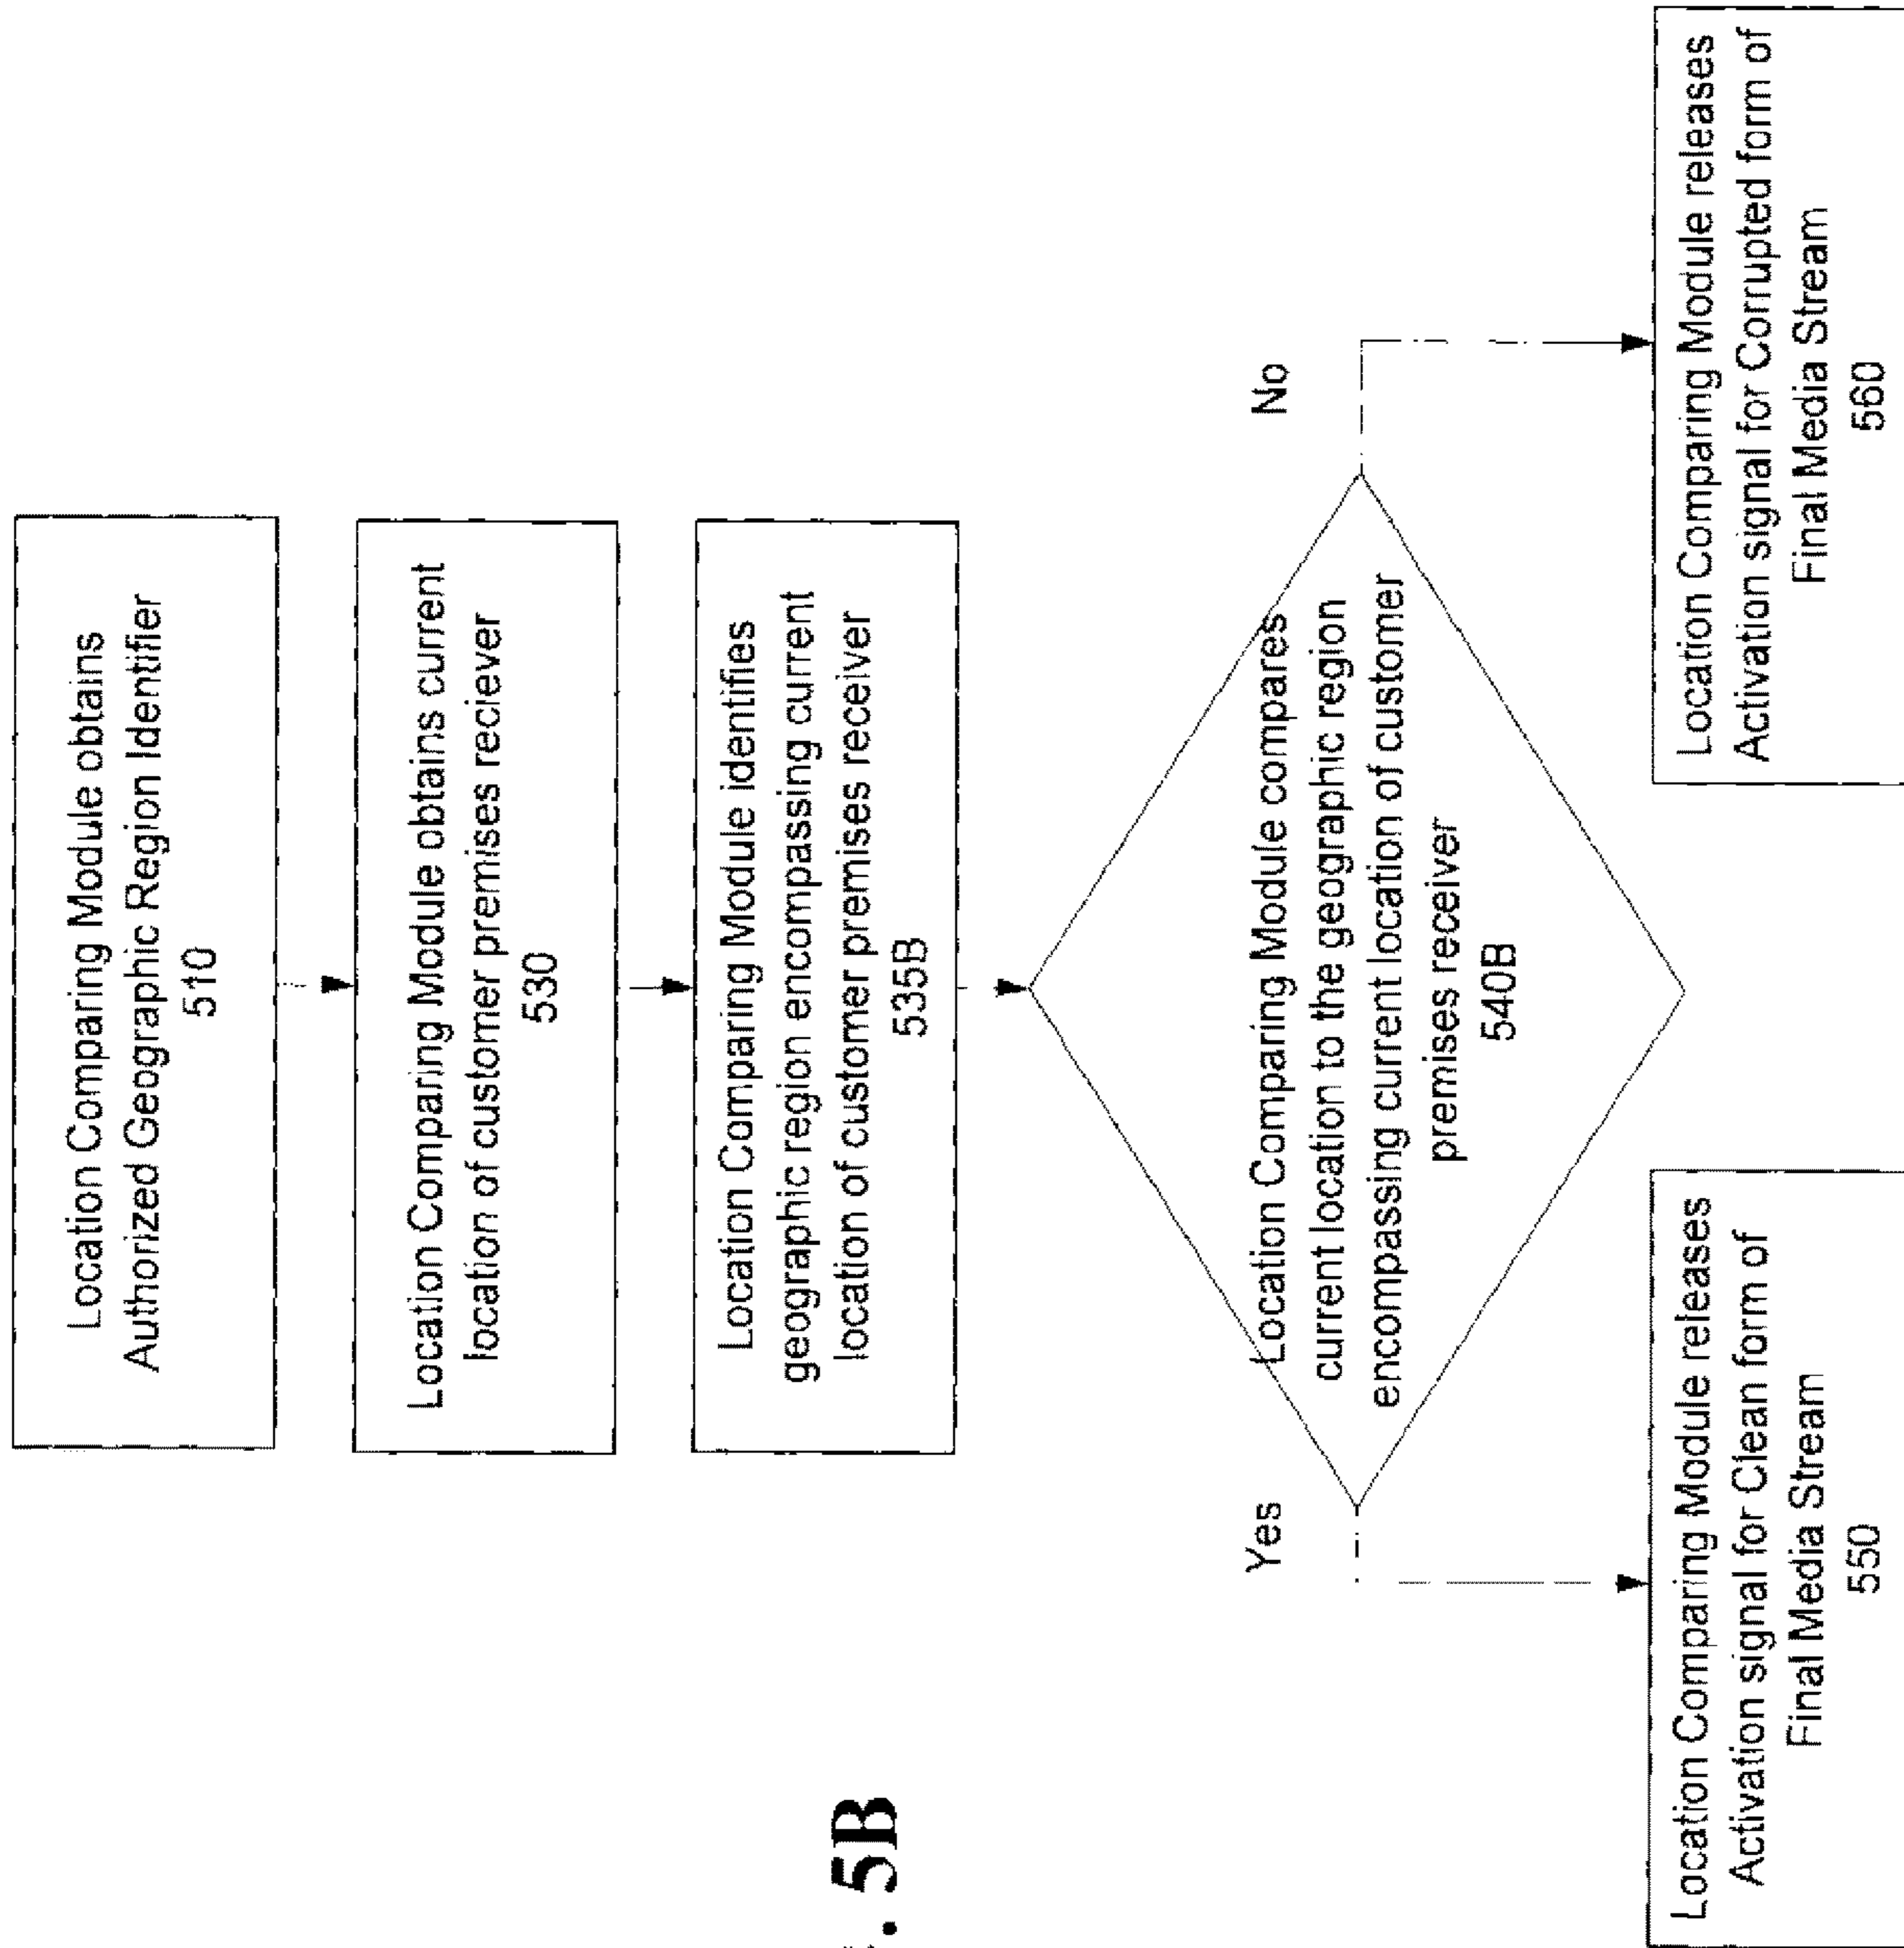 Location Comparing Module obtains
Authorized Geographic Region Identifier
510
Location Comparing Module obtains current
location of customer premises reciever
530
Location Comparing Module identifies
geographic region encompassing current
location of customer premises receiver
535B
Location Comparing Module compares
current location to the geographic region
encompassing current location of customer
premises receiver
540B
Yes
No
Location Comparing Module releases
Activation signal for Clean form of
Final Media Stream
550
Location Comparing Module releases
Activation signal for Corrupted form of
Final Media Stream
560
. 5B